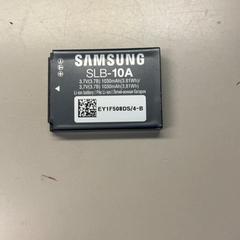 SAMSUNG
SLB-10A
3.7V(3.7B) 1030mAh(3.81Wh)
3.7V(3.7B) 1030mAh(3.81Wh)
EY1F508DS/4-B